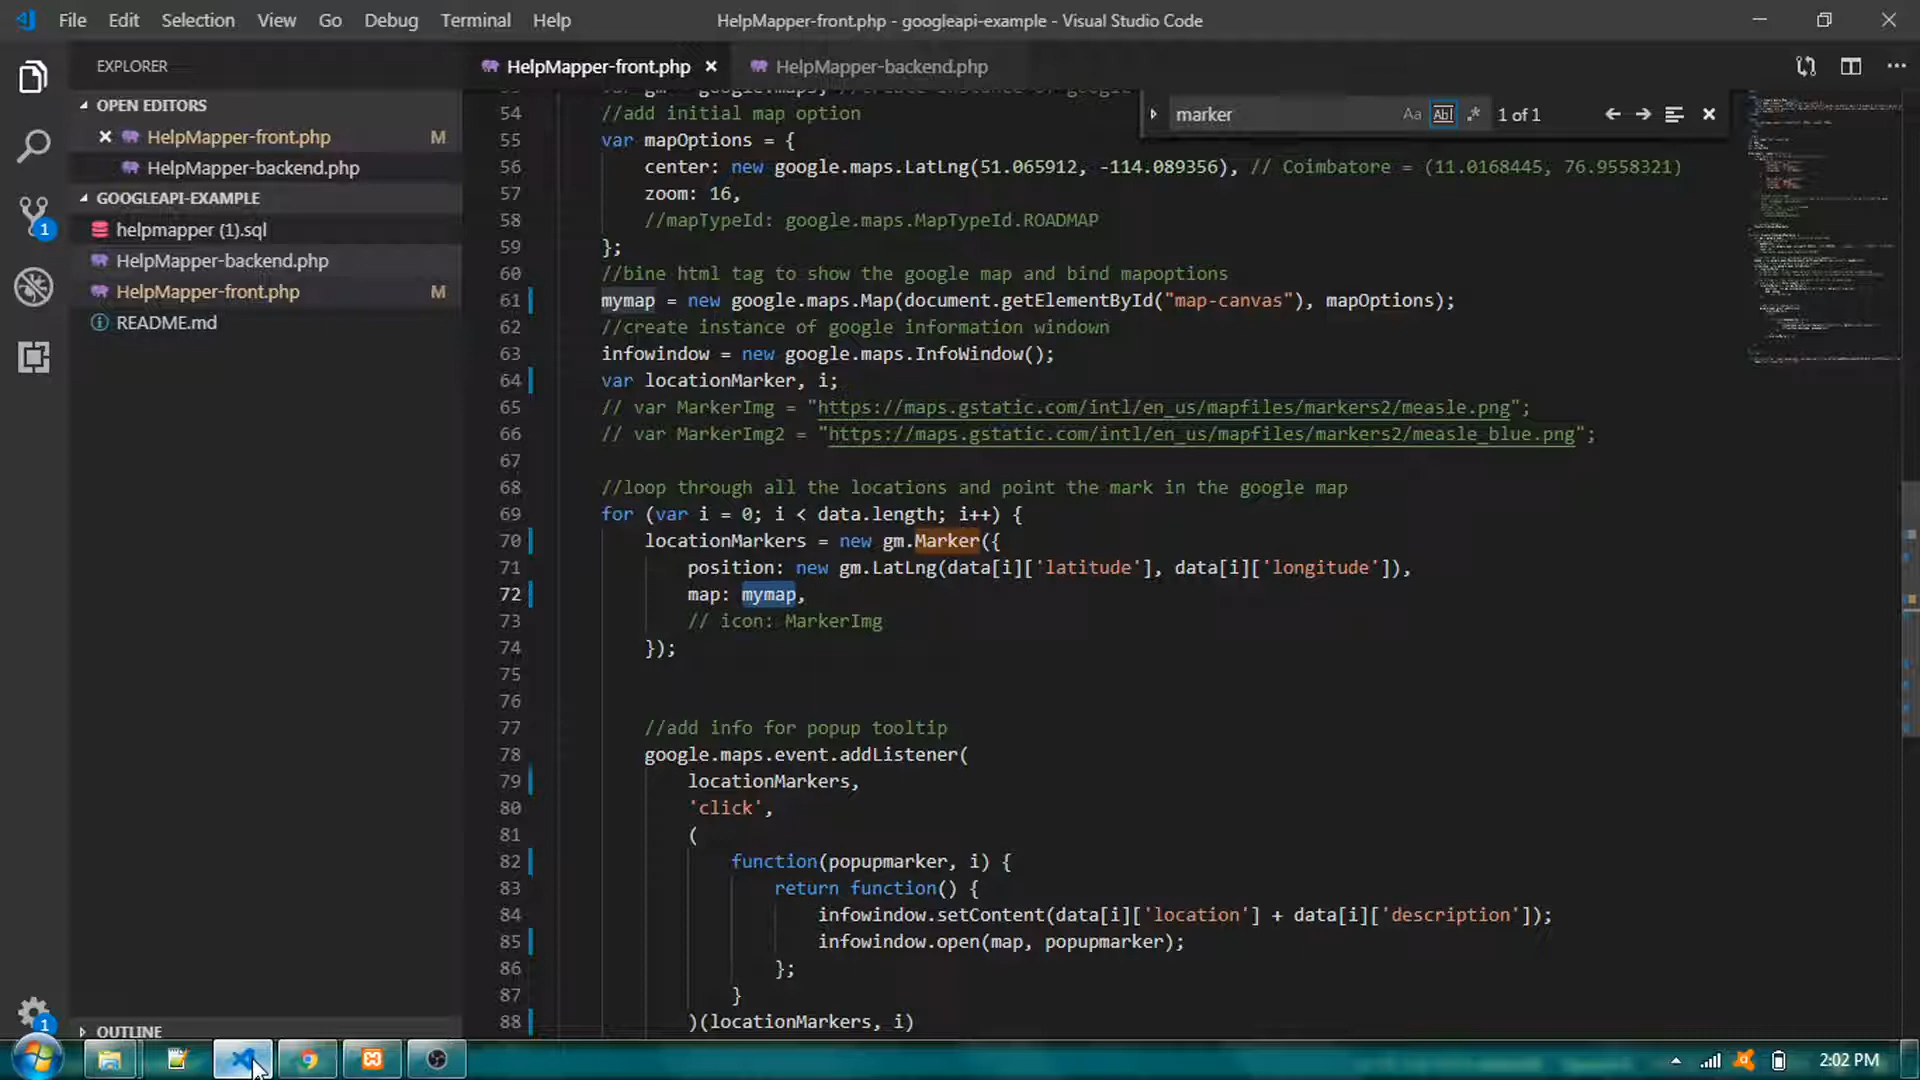 File Edit Selection View Go Debug Terminal Help
HelpMapper-front.php - googleapi-example - Visual Studio Code
EXPLORER
OPEN EDITORS
HelpMapper-front.php M
HelpMapper-backend.php
GOOGLEAPI-EXAMPLE
helpmapper (1).sql
HelpMapper-backend.php
HelpMapper-front.php M
README.md
OUTLINE
1
1
HelpMapper-front.php
HelpMapper-backend.php
marker
Aa
Abl
.*
1 of 1
54 //add initial map option
55 var mapOptions = {
56 center: new google.maps.LatLng(51.065912, -114.089356), // Coimbatore = (11.0168445, 76.9558321)
57 zoom: 16,
58 //mapTypeId: google.maps.MapTypeId.ROADMAP
59 };
60 //bine html tag to show the google map and bind mapoptions
61 mymap = new google.maps.Map(document.getElementById("map-canvas"), mapOptions);
62 //create instance of google information windown
63 infowindow = new google.maps.InfoWindow();
64 var locationMarker, i;
65 // var MarkerImg = "https://maps.gstatic.com/intl/en_us/mapfiles/markers2/measle.png";
66 // var MarkerImg2 = "https://maps.gstatic.com/intl/en_us/mapfiles/markers2/measle_blue.png";
67
68 //loop through all the locations and point the mark in the google map
69 for (var i = 0; i < data.length; i++) {
70 locationMarkers = new gm.Marker({
71 position: new gm.LatLng(data[i]['latitude'], data[i]['longitude']),
72 map: mymap,
73 // icon: MarkerImg
74 });
75
76
77 //add info for popup tooltip
78 google.maps.event.addListener(
79 locationMarkers,
80 'click',
81 (
82 function(popupmarker, i) {
83 return function() {
84 infowindow.setContent(data[i]['location'] + data[i]['description']);
85 infowindow.open(map, popupmarker);
86 };
87 }
88 )(locationMarkers, i)
2:02 PM